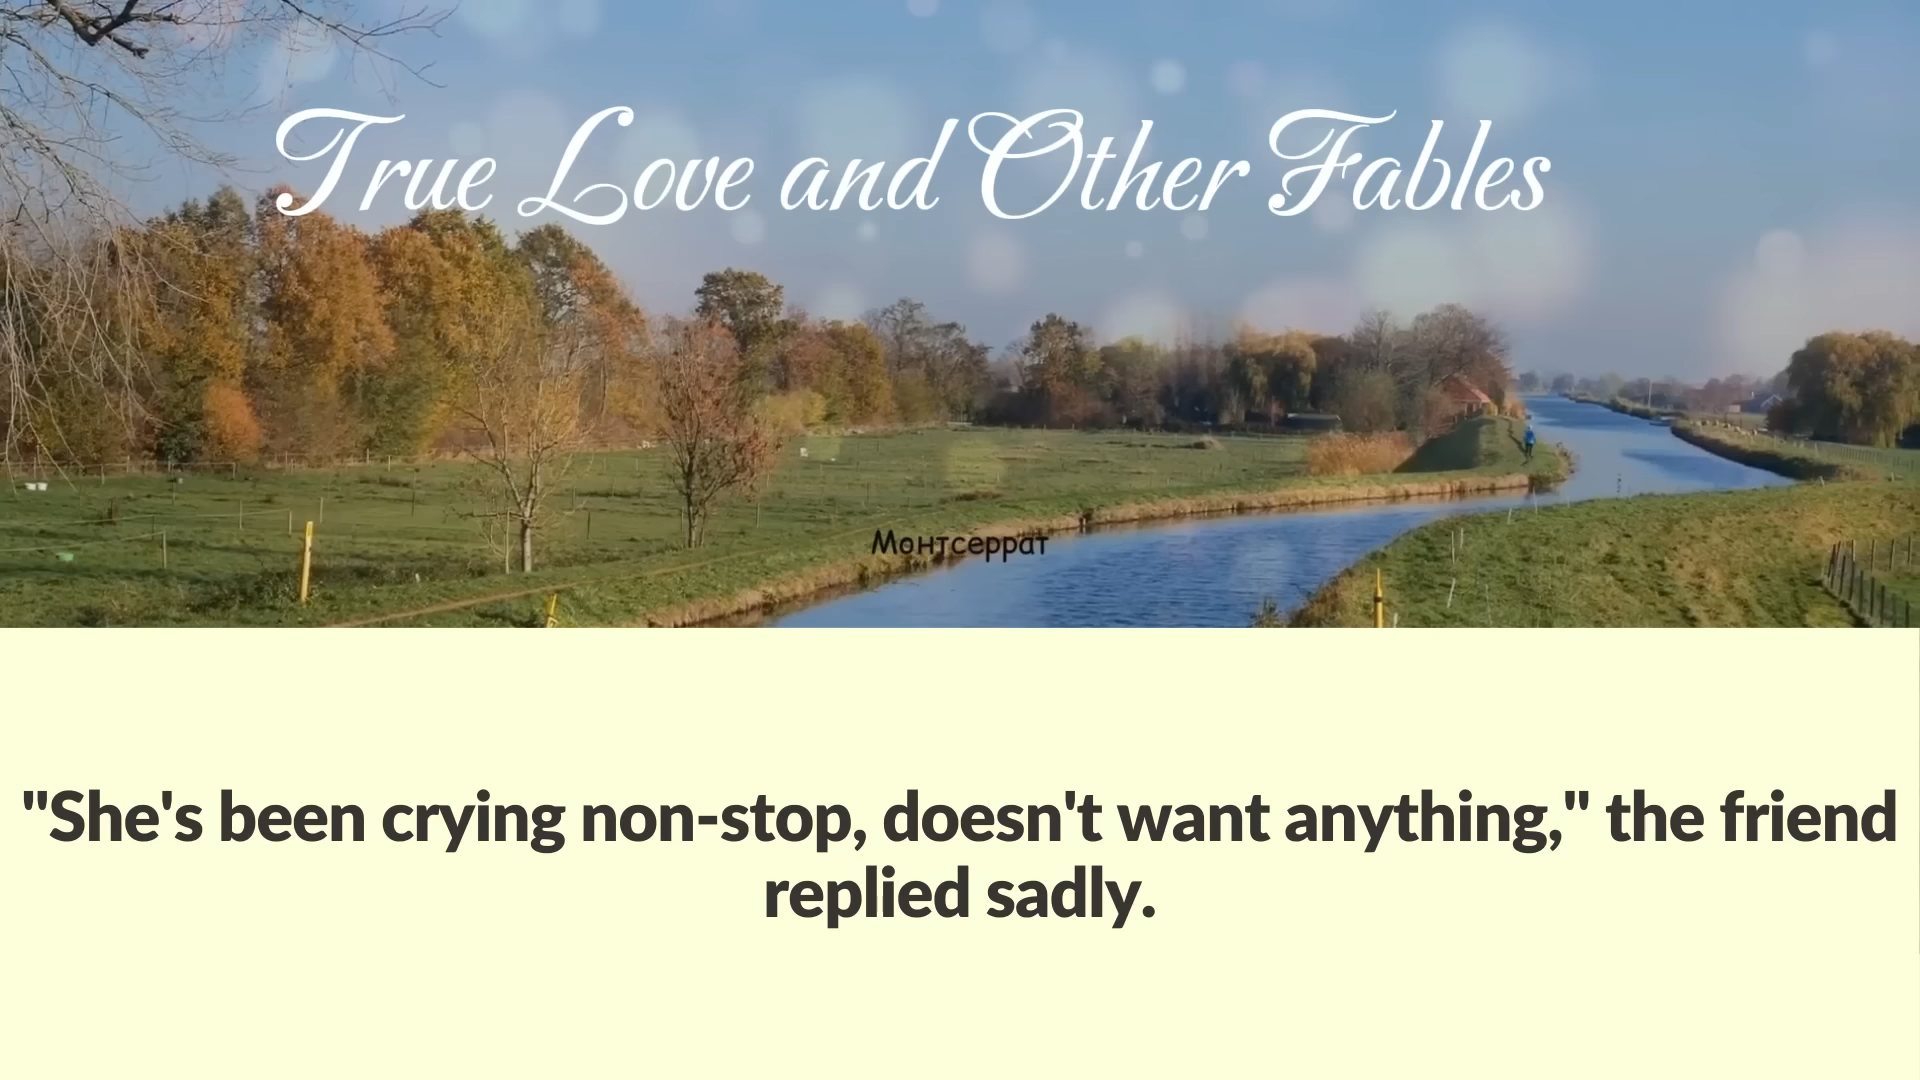 True Love and Other Fables
Монтсеррат
"She's been crying non-stop, doesn't want anything," the friend
replied sadly.